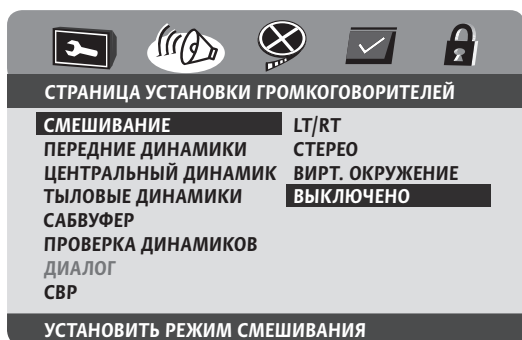 СТРАНИЦА УСТАНОВКИ ГРОМКОГОВОРИТЕЛЕЙ
СМЕШИВАНИЕ LT/RT
ПЕРЕДНИЕ ДИНАМИКИ СТЕРЕО
ЦЕНТРАЛЬНЫЙ ДИНАМИК ВИРТ. ОКРУЖЕНИЕ
ТЫЛОВЫЕ ДИНАМИКИ ВЫКЛЮЧЕНО
САБВУФЕР
ПРОВЕРКА ДИНАМИКОВ
ДИАЛОГ
СВР
УСТАНОВИТЬ РЕЖИМ СМЕШИВАНИЯ